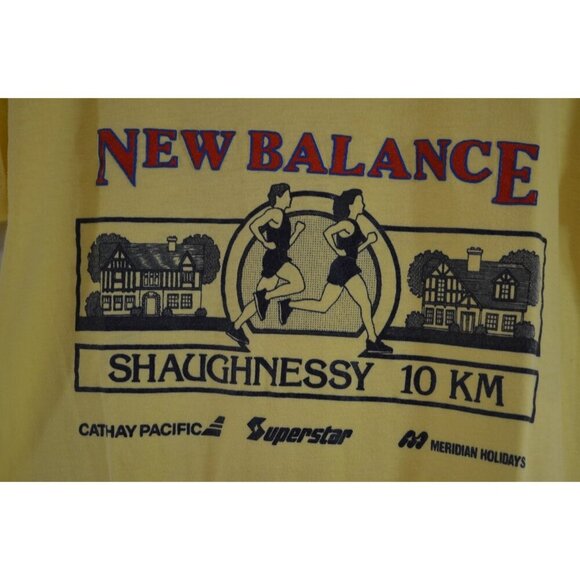 NEW BALANCE
SHAUGHNESSY 10 KM
CATHAY PACIFIC Superstar MERIDIAN HOLIDAYS